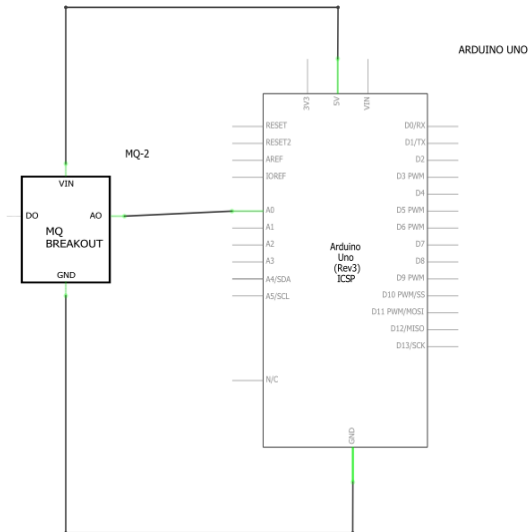 ARDUINO UNO
3V3
5V
VIN
RESET
RESET2
AREF
IOREF
A0
A1
A2
A3
A4/SDA
A5/SCL
N/C
D0/RX
D1/TX
D2
D3 PWM
D4
D5 PWM
D6 PWM
D7
D8
D9 PWM
D10 PWM/SS
D11 PWM/MOSI
D12/MISO
D13/SCK
Arduino
Uno
(Rev3)
ICSP
GND
MQ-2
VIN
DO
AO
MQ
BREAKOUT
GND